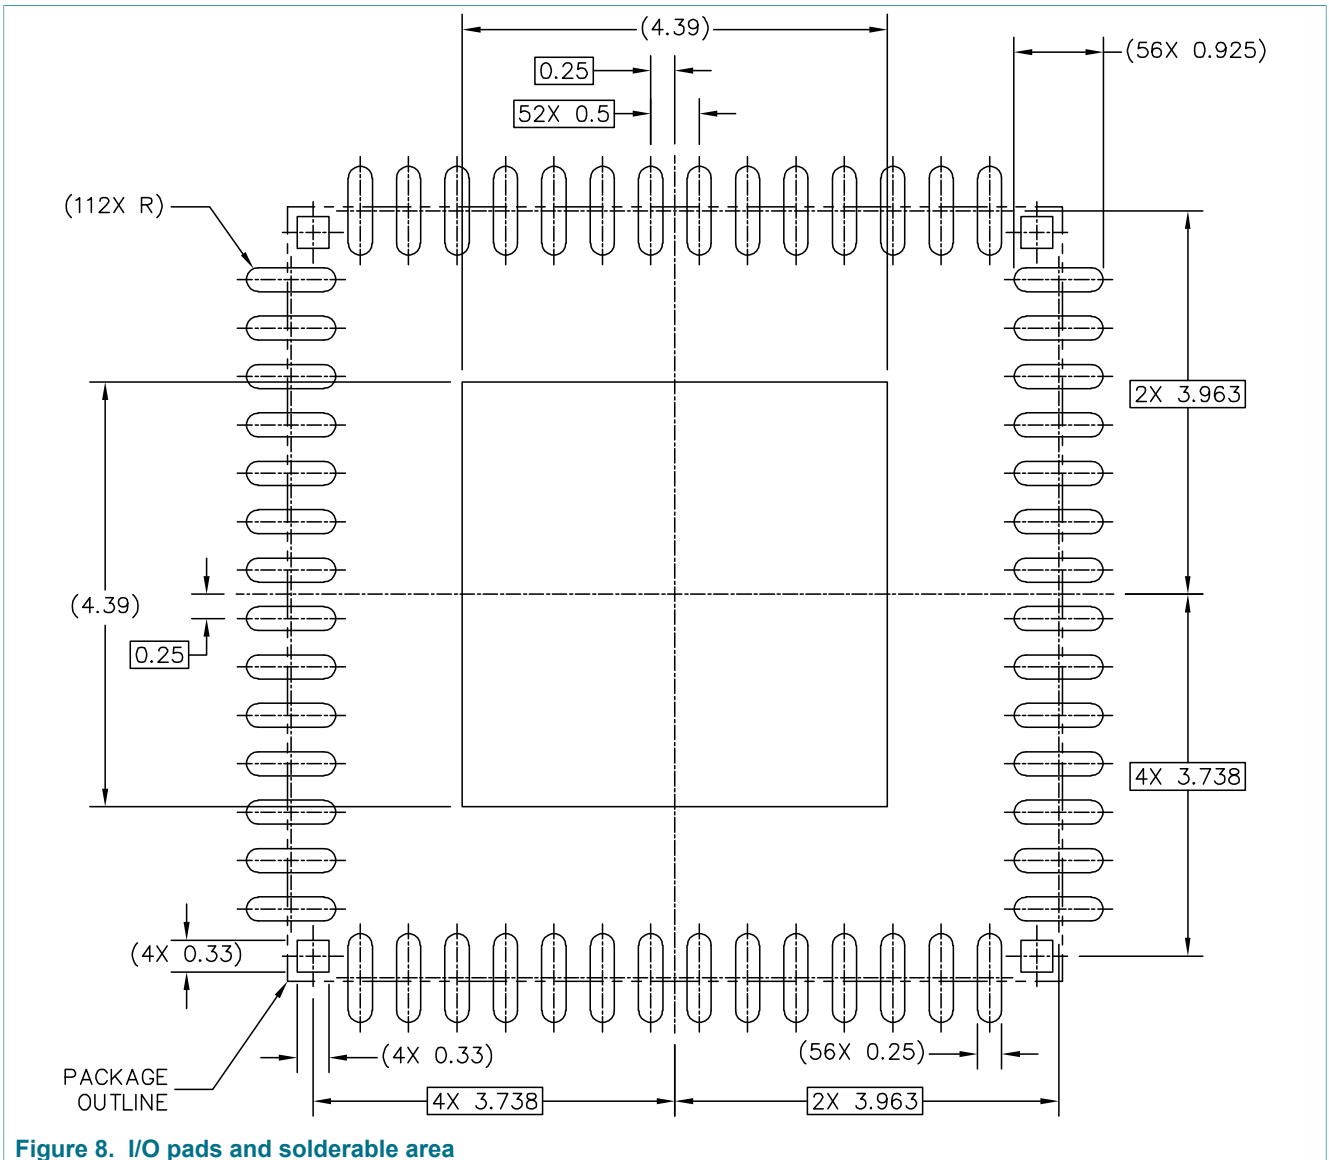 (4.39)
(56X 0.925)
0.25
52X 0.5
(112X R)
2X 3.963
(4.39)
0.25
4X 3.738
(4X 0.33)
(4X 0.33)
(56X 0.25)
PACKAGE
OUTLINE
4X 3.738
2X 3.963
Figure 8. I/O pads and solderable area